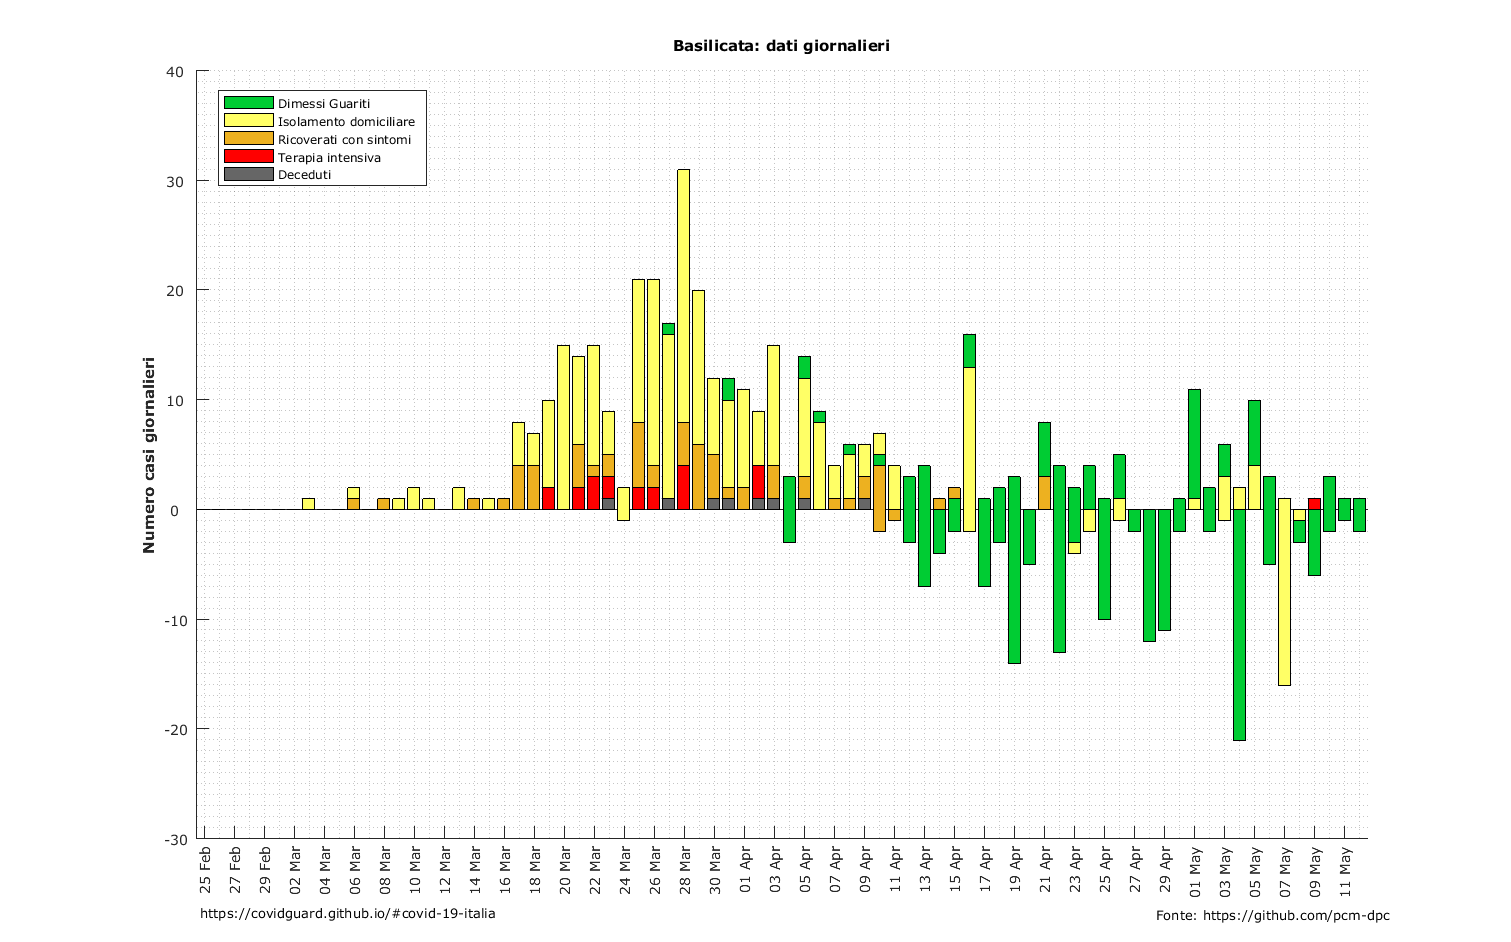 Basilicata: dati giornalieri
Numero casi giornalieri
40
30
20
10
0
-10
-20
-30
Dimessi Guariti
Isolamento domiciliare
Ricoverati con sintomi
Terapia intensiva
Deceduti
25 Feb
27 Feb
29 Feb
02 Mar
04 Mar
06 Mar
08 Mar
10 Mar
12 Mar
14 Mar
16 Mar
18 Mar
20 Mar
22 Mar
24 Mar
26 Mar
28 Mar
30 Mar
01 Apr
03 Apr
05 Apr
07 Apr
09 Apr
11 Apr
13 Apr
15 Apr
17 Apr
19 Apr
21 Apr
23 Apr
25 Apr
27 Apr
29 Apr
01 May
03 May
05 May
07 May
09 May
11 May
https://covidguard.github.io/#covid-19-italia
Fonte: https://github.com/pcm-dpc